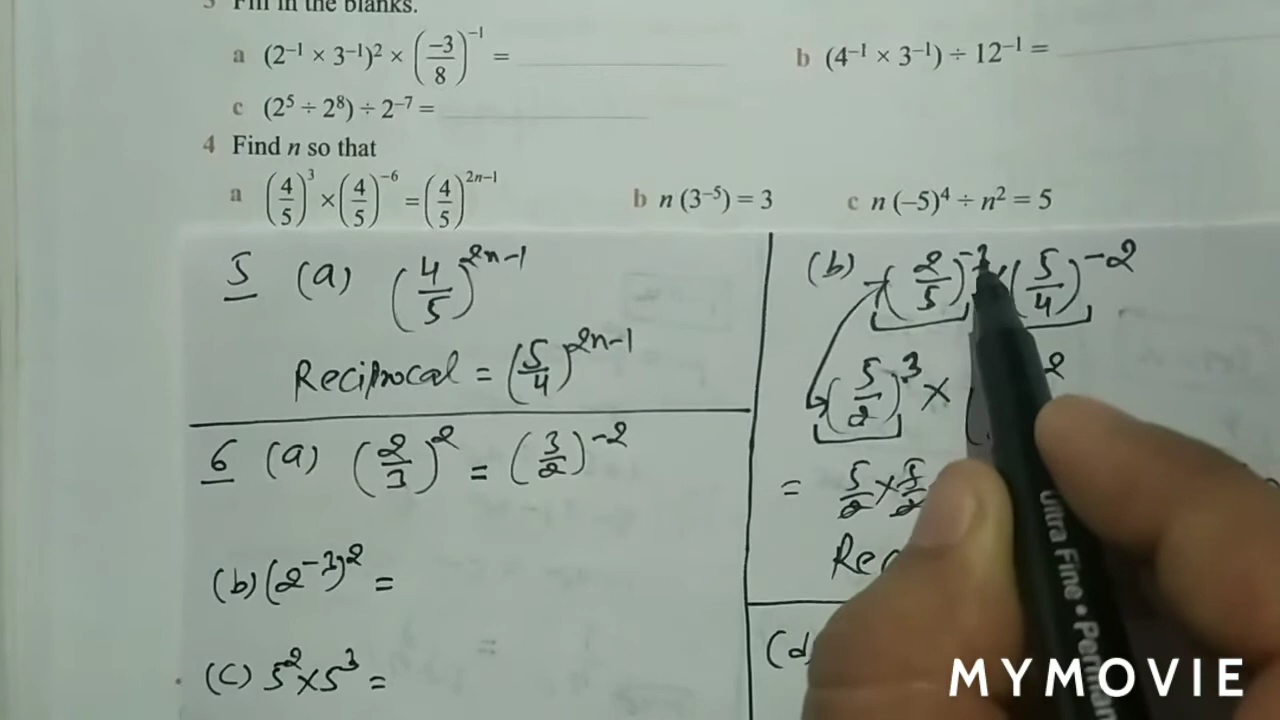 3 Fill in the blanks.
a (2⁻¹ × 3⁻¹)² × (-3/8)⁻¹ =
b (4⁻¹ × 3⁻¹) ÷ 12⁻¹ =
c (2⁵ ÷ 2⁸) ÷ 2⁻⁷ =
4 Find n so that
a (4/5)³ × (4/5)⁻⁶ = (4/5)²ⁿ⁻¹
b n (3⁻⁵) = 3
c n (–5)⁴ ÷ n² = 5
5 (a) (4/5)²ⁿ⁻¹
Reciprocal = (5/4)²ⁿ⁻¹
6 (a) (2/3)² = (3/2)⁻²
(b) (2⁻³)² =
(c) 5² × 5³ =
(b) (2/5)⁻³ × (5/4)⁻²
(5/2)³ ×
= 5/2 × 5/2
(d)
Ultra Fine • Perman
MYMOVIE